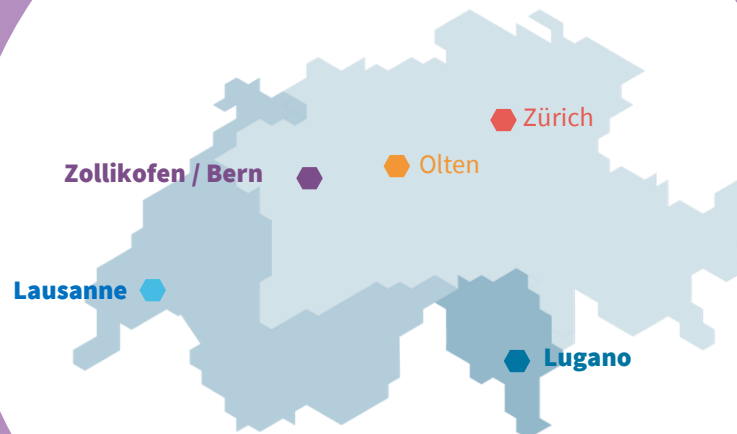 Zürich
Olten
Zollikofen / Bern
Lausanne
Lugano